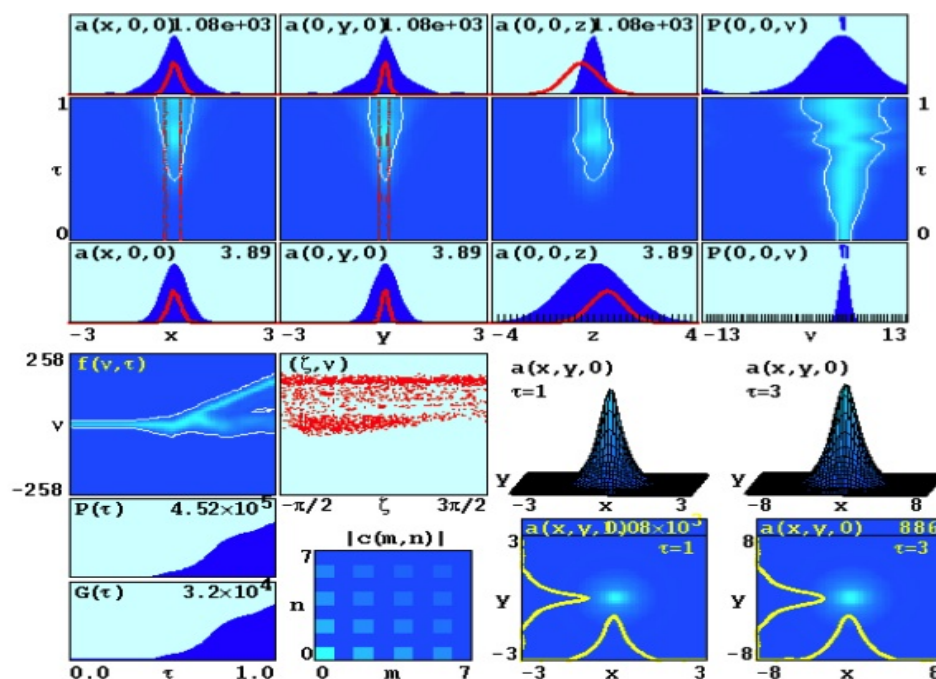 a(x,0,0) 1.08e+03 a(0,y,0) 1.08e+03 a(0,0,z) 1.08e+03 P(0,0,ν)
1 1
τ τ
0 0
a(x,0,0) 3.89 a(0,y,0) 3.89 a(0,0,z) 3.89 P(0,0,ν)
-3 x 3 y 3 -4 z 4 -13 ν 13
258 f(ν,τ) (ζ,ν) a(x,y,0) a(x,y,0)
τ=1 τ=3
ν
y y
-258 -π/2 ζ 3π/2 -3 x 3 -8 x 8
P(τ) 4.52×10⁵ |c(m,n)| a(x,y,0) 1.08×10³ a(x,y,0) 886
7 3 τ=1 8 τ=3
G(τ) 3.2×10⁴ n y y
0 -3 -8
0.0 τ 1.0 0 m 7 -3 x 3 -8 x 8